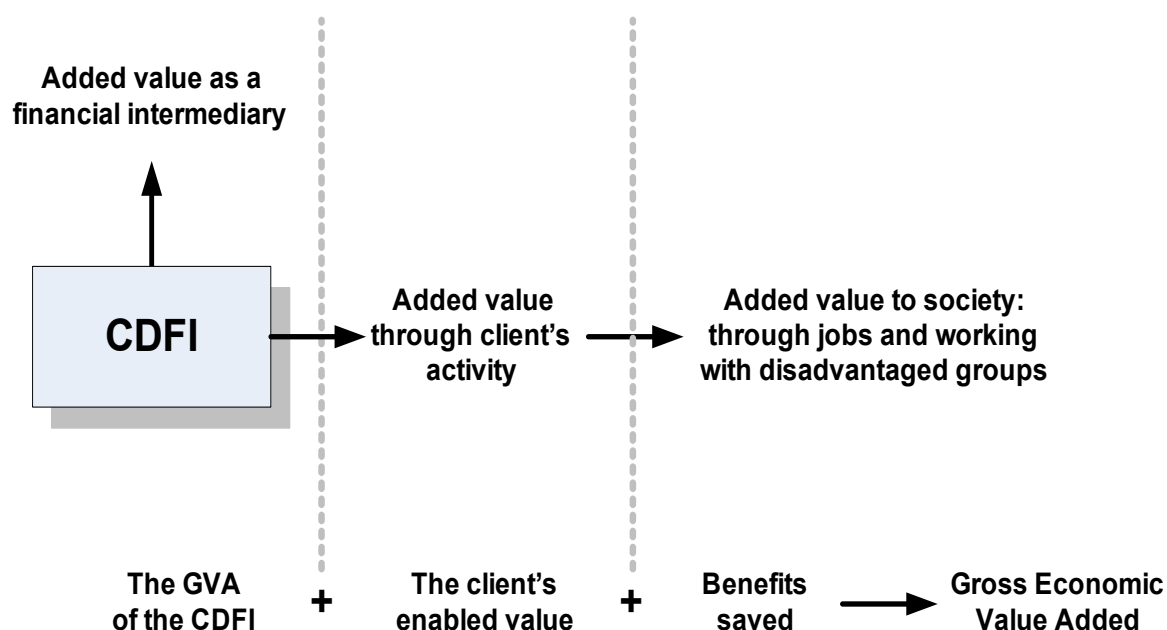 Added value as a
financial intermediary
CDFI
Added value
through client's
activity
Added value to society:
through jobs and working
with disadvantaged groups
The GVA
of the CDFI
+
The client's
enabled value
+
Benefits
saved
Gross Economic
Value Added